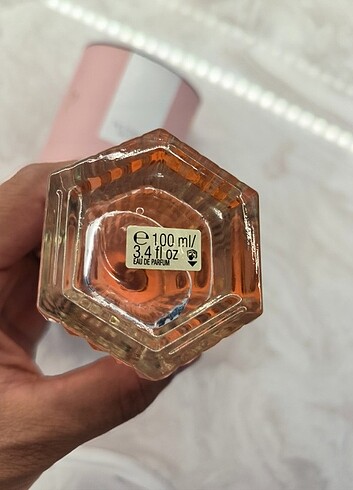 ℮ 100 ml/
3.4 fl oz
EAU DE PARFUM